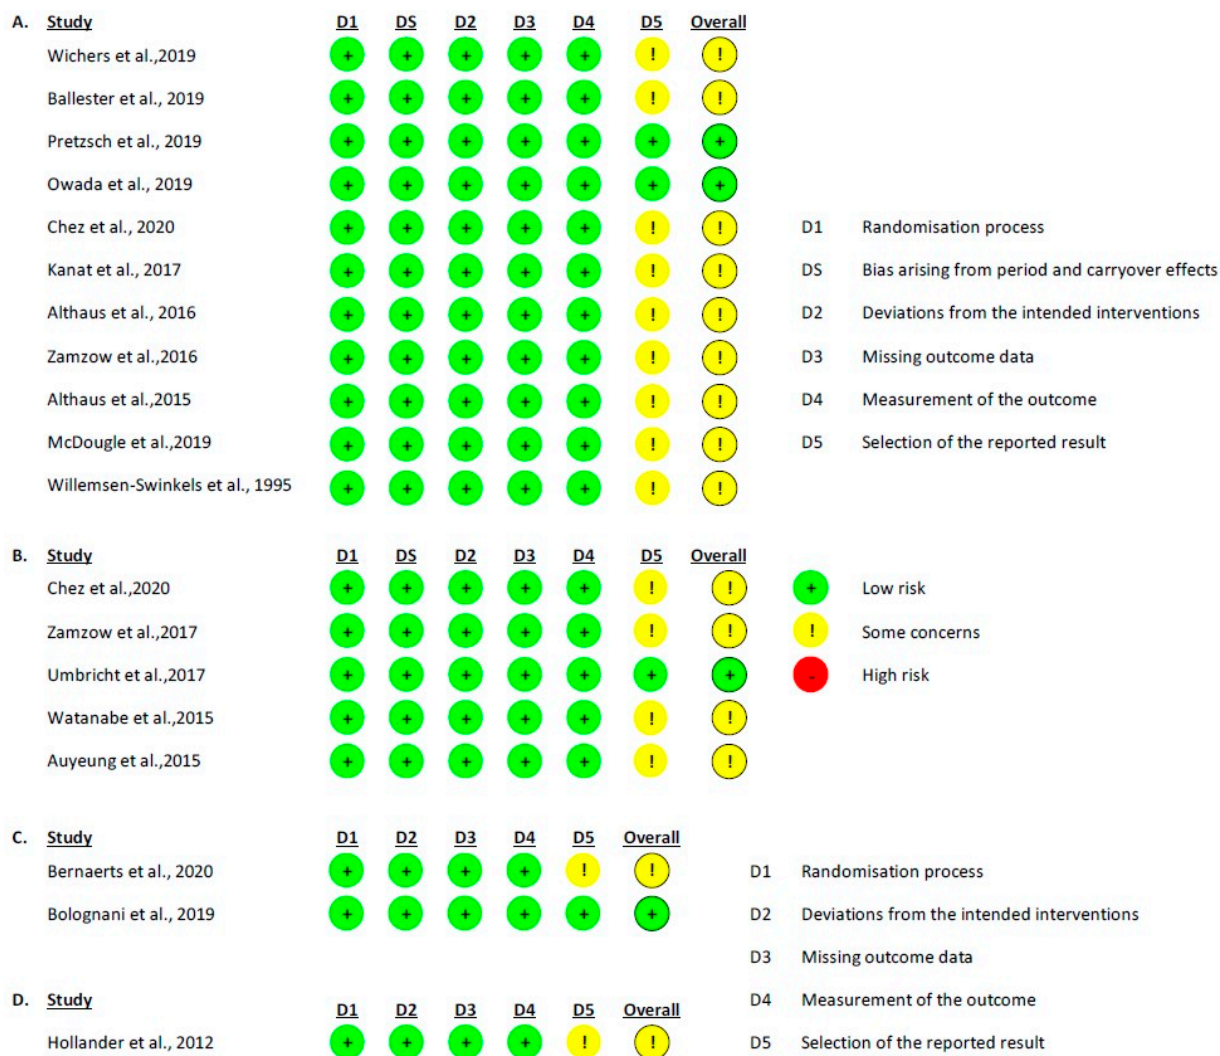 A. Study D1 DS D2 D3 D4 D5 Overall
Wichers et al.,2019 + + + + + ! !
Ballester et al., 2019 + + + + + ! !
Pretzsch et al., 2019 + + + + + + +
Owada et al., 2019 + + + + + + +
Chez et al., 2020 + + + + + ! ! D1 Randomisation process
Kanat et al., 2017 + + + + + ! ! DS Bias arising from period and carryover effects
Althaus et al., 2016 + + + + + ! ! D2 Deviations from the intended interventions
Zamzow et al.,2016 + + + + + ! ! D3 Missing outcome data
Althaus et al.,2015 + + + + + ! ! D4 Measurement of the outcome
McDougle et al.,2019 + + + + + ! ! D5 Selection of the reported result
Willemsen-Swinkels et al., 1995 + + + + + ! !
B. Study D1 DS D2 D3 D4 D5 Overall
Chez et al.,2020 + + + + + ! ! + Low risk
Zamzow et al.,2017 + + + + + ! ! ! Some concerns
Umbricht et al.,2017 + + + + + + + - High risk
Watanabe et al.,2015 + + + + + ! !
Auyeung et al.,2015 + + + + + ! !
C. Study D1 D2 D3 D4 D5 Overall
Bernaerts et al., 2020 + + + + ! ! D1 Randomisation process
Bolognani et al., 2019 + + + + + + D2 Deviations from the intended interventions
D3 Missing outcome data
D. Study D1 D2 D3 D4 D5 Overall D4 Measurement of the outcome
Hollander et al., 2012 + + + + ! ! D5 Selection of the reported result